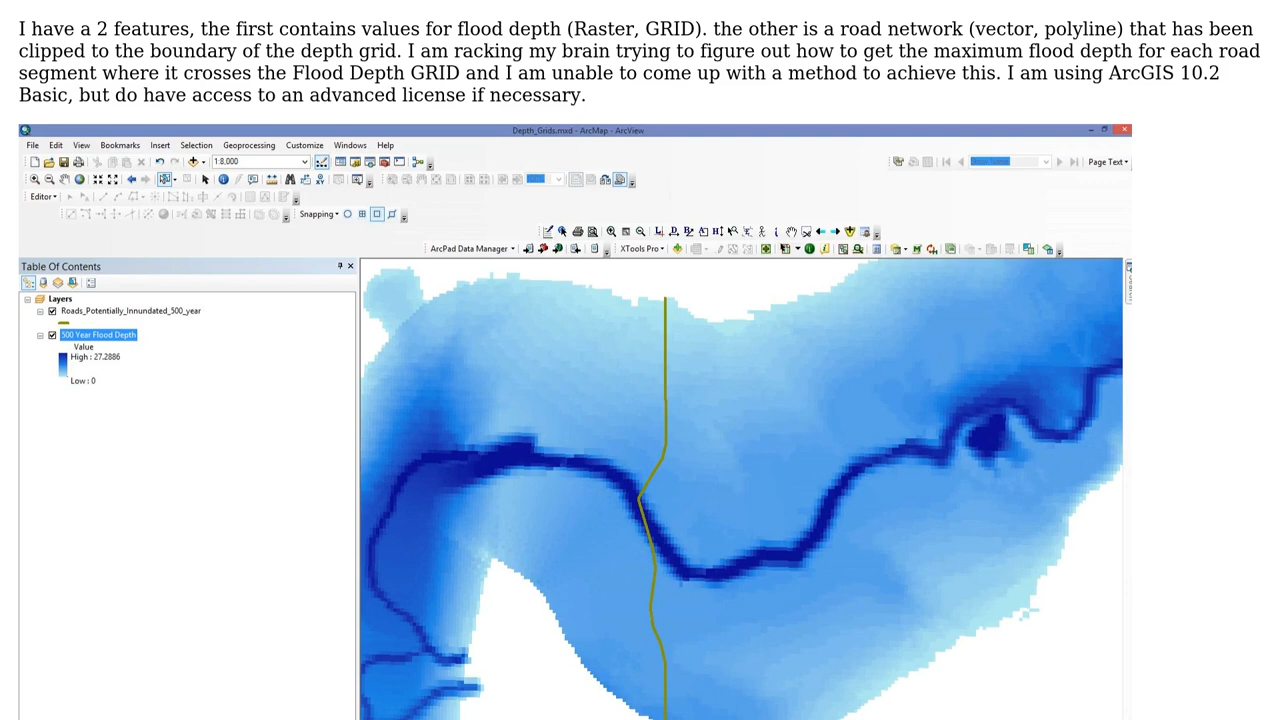 I have a 2 features, the first contains values for flood depth (Raster, GRID). the other is a road network (vector, polyline) that has been
clipped to the boundary of the depth grid. I am racking my brain trying to figure out how to get the maximum flood depth for each road
segment where it crosses the Flood Depth GRID and I am unable to come up with a method to achieve this. I am using ArcGIS 10.2
Basic, but do have access to an advanced license if necessary.
Depth_Grids.mxd - ArcMap - ArcView
File Edit View Bookmarks Insert Selection Geoprocessing Customize Windows Help
1:8,000
Page Text
Editor
Snapping
ArcPad Data Manager
XTools Pro
Table Of Contents
Layers
Roads_Potentially_Innundated_500_year
500 Year Flood Depth
Value
High : 27.2886
Low : 0